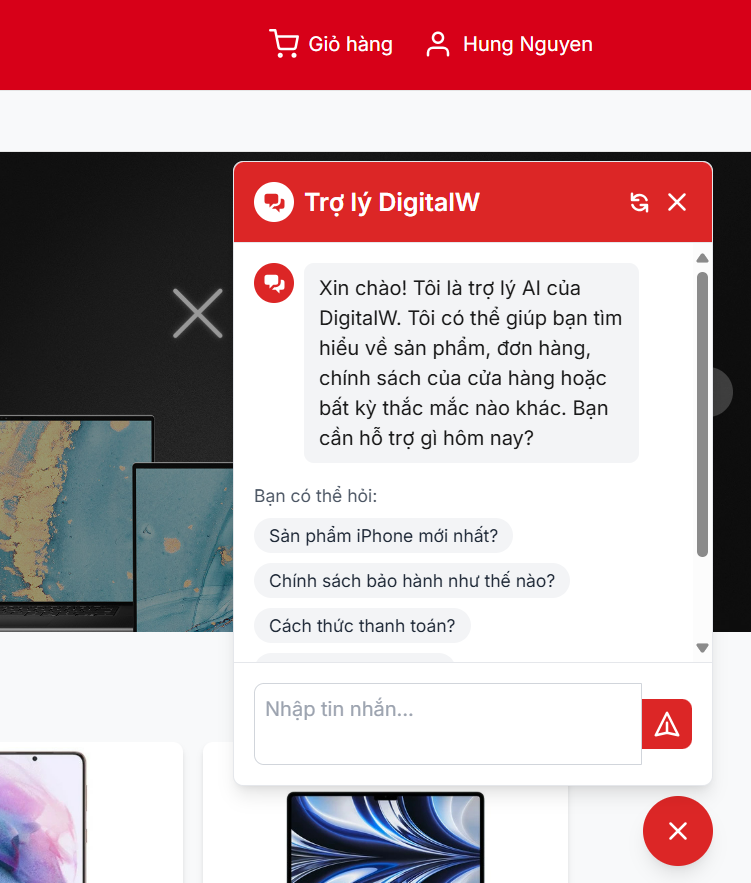 Giỏ hàng
Hung Nguyen
Trợ lý DigitalW
Xin chào! Tôi là trợ lý AI của
DigitalW. Tôi có thể giúp bạn tìm
hiểu về sản phẩm, đơn hàng,
chính sách của cửa hàng hoặc
bất kỳ thắc mắc nào khác. Bạn
cần hỗ trợ gì hôm nay?
Bạn có thể hỏi:
Sản phẩm iPhone mới nhất?
Chính sách bảo hành như thế nào?
Cách thức thanh toán?
Nhập tin nhắn...